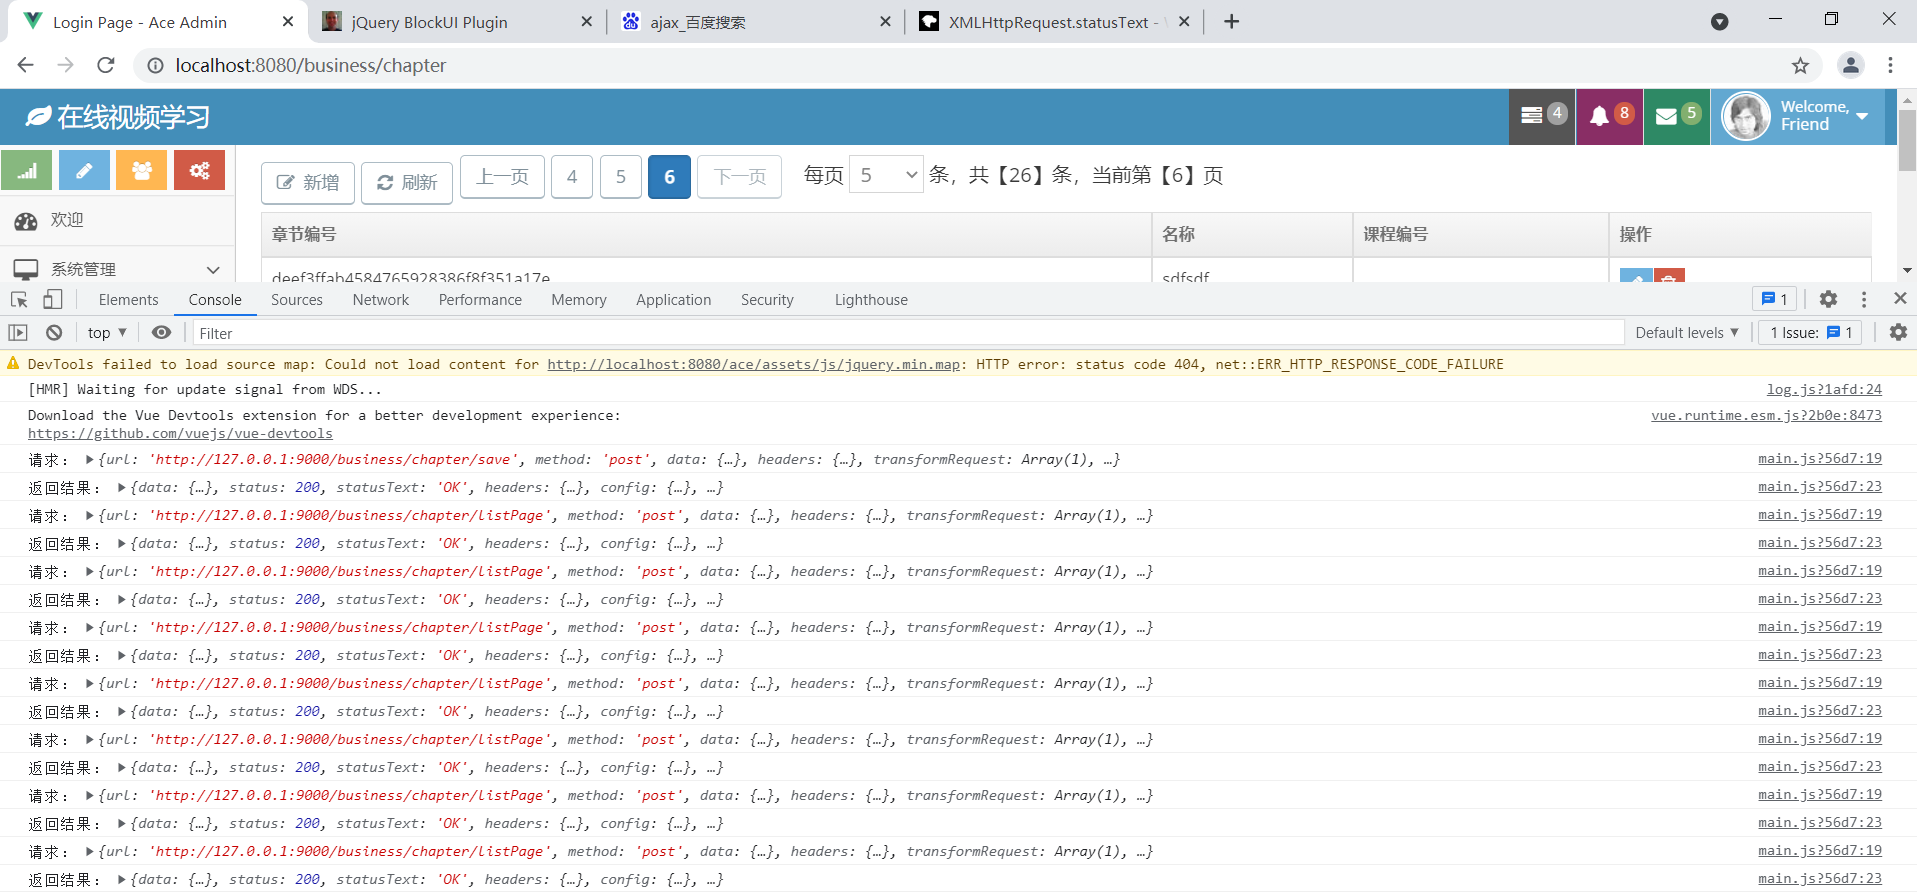 Login Page - Ace Admin
jQuery BlockUI Plugin
ajax_百度搜索
XMLHttpRequest.statusText -
localhost:8080/business/chapter
在线视频学习
4
8
5
Welcome,
Friend
新增
刷新
上一页
4
5
6
下一页
每页 5 条，共【26】条，当前第【6】页
欢迎
系统管理
章节编号 名称 课程编号 操作
deef3ffab4584765928386f8f351a17e sdfsdf
Elements Console Sources Network Performance Memory Application Security Lighthouse 1
top Filter Default levels 1 Issue: 1
DevTools failed to load source map: Could not load content for http://localhost:8080/ace/assets/js/jquery.min.map: HTTP error: status code 404, net::ERR_HTTP_RESPONSE_CODE_FAILURE
[HMR] Waiting for update signal from WDS... log.js?1afd:24
Download the Vue Devtools extension for a better development experience: vue.runtime.esm.js?2b0e:8473
https://github.com/vuejs/vue-devtools
请求： ▶{url: 'http://127.0.0.1:9000/business/chapter/save', method: 'post', data: {…}, headers: {…}, transformRequest: Array(1), …} main.js?56d7:19
返回结果： ▶{data: {…}, status: 200, statusText: 'OK', headers: {…}, config: {…}, …} main.js?56d7:23
请求： ▶{url: 'http://127.0.0.1:9000/business/chapter/listPage', method: 'post', data: {…}, headers: {…}, transformRequest: Array(1), …} main.js?56d7:19
返回结果： ▶{data: {…}, status: 200, statusText: 'OK', headers: {…}, config: {…}, …} main.js?56d7:23
请求： ▶{url: 'http://127.0.0.1:9000/business/chapter/listPage', method: 'post', data: {…}, headers: {…}, transformRequest: Array(1), …} main.js?56d7:19
返回结果： ▶{data: {…}, status: 200, statusText: 'OK', headers: {…}, config: {…}, …} main.js?56d7:23
请求： ▶{url: 'http://127.0.0.1:9000/business/chapter/listPage', method: 'post', data: {…}, headers: {…}, transformRequest: Array(1), …} main.js?56d7:19
返回结果： ▶{data: {…}, status: 200, statusText: 'OK', headers: {…}, config: {…}, …} main.js?56d7:23
请求： ▶{url: 'http://127.0.0.1:9000/business/chapter/listPage', method: 'post', data: {…}, headers: {…}, transformRequest: Array(1), …} main.js?56d7:19
返回结果： ▶{data: {…}, status: 200, statusText: 'OK', headers: {…}, config: {…}, …} main.js?56d7:23
请求： ▶{url: 'http://127.0.0.1:9000/business/chapter/listPage', method: 'post', data: {…}, headers: {…}, transformRequest: Array(1), …} main.js?56d7:19
返回结果： ▶{data: {…}, status: 200, statusText: 'OK', headers: {…}, config: {…}, …} main.js?56d7:23
请求： ▶{url: 'http://127.0.0.1:9000/business/chapter/listPage', method: 'post', data: {…}, headers: {…}, transformRequest: Array(1), …} main.js?56d7:19
返回结果： ▶{data: {…}, status: 200, statusText: 'OK', headers: {…}, config: {…}, …} main.js?56d7:23
请求： ▶{url: 'http://127.0.0.1:9000/business/chapter/listPage', method: 'post', data: {…}, headers: {…}, transformRequest: Array(1), …} main.js?56d7:19
返回结果： ▶{data: {…}, status: 200, statusText: 'OK', headers: {…}, config: {…}, …} main.js?56d7:23